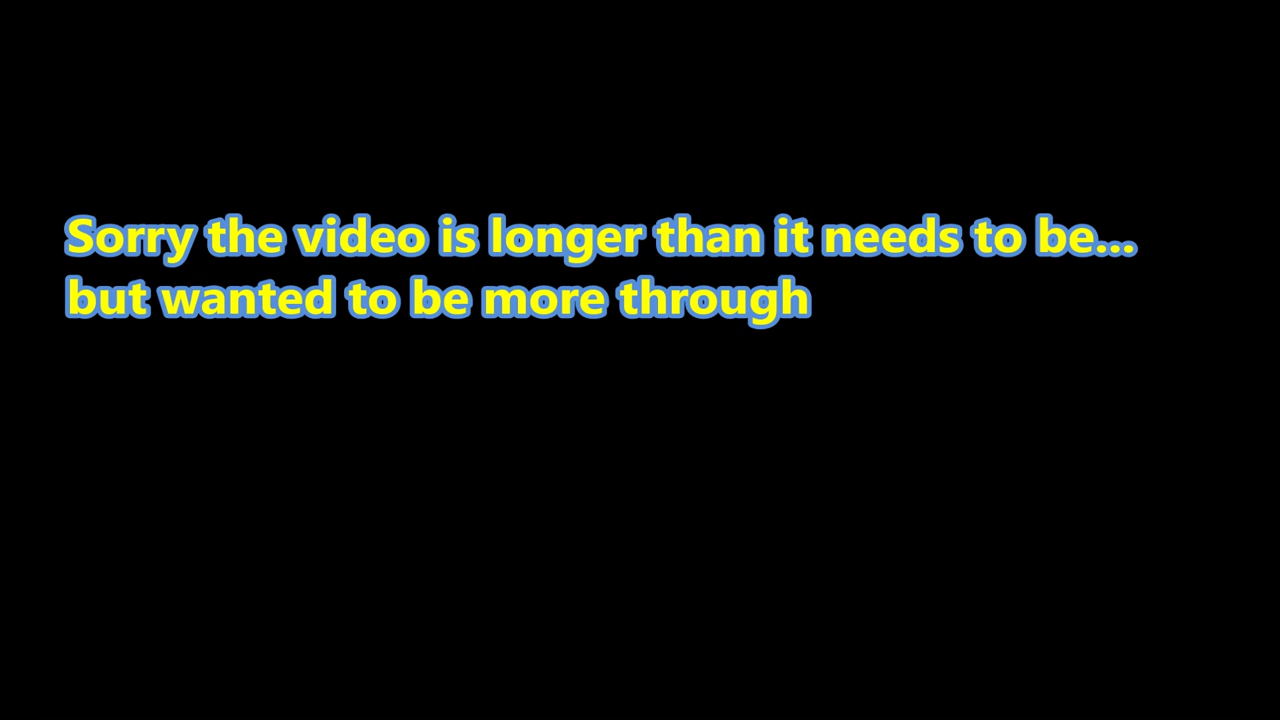 Sorry the video is longer than it needs to be...
but wanted to be more through